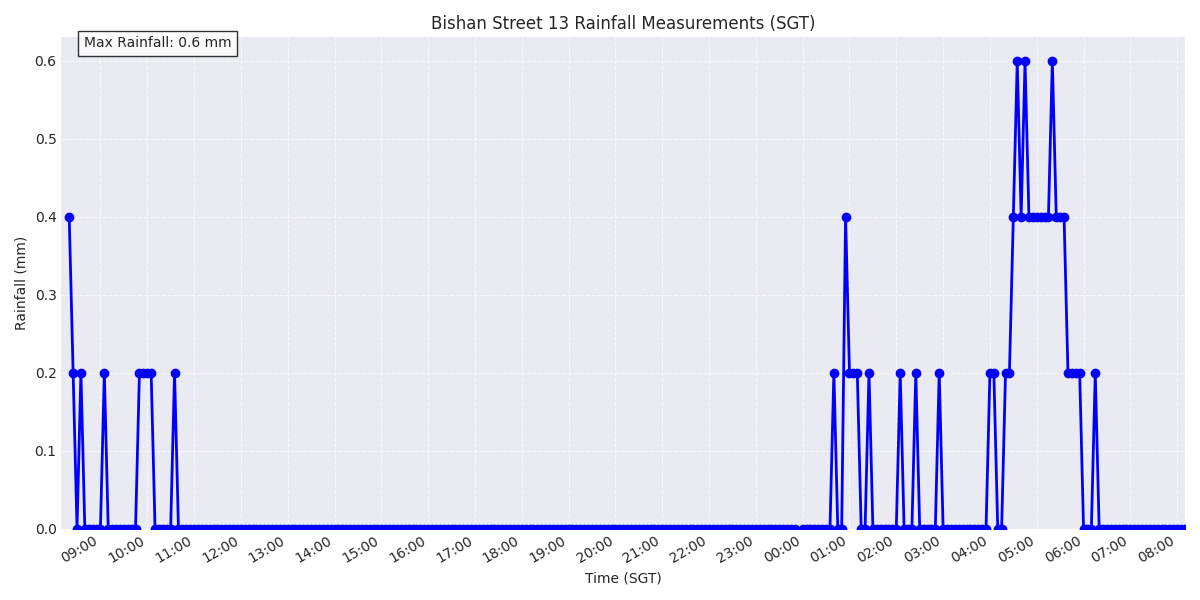 Bishan Street 13 Rainfall Measurements (SGT)
Max Rainfall: 0.6 mm
0.6
0.5
0.4
0.3
0.2
0.1
0.0
Rainfall (mm)
09:00 10:00 11:00 12:00 13:00 14:00 15:00 16:00 17:00 18:00 19:00 20:00 21:00 22:00 23:00 00:00 01:00 02:00 03:00 04:00 05:00 06:00 07:00 08:00
Time (SGT)